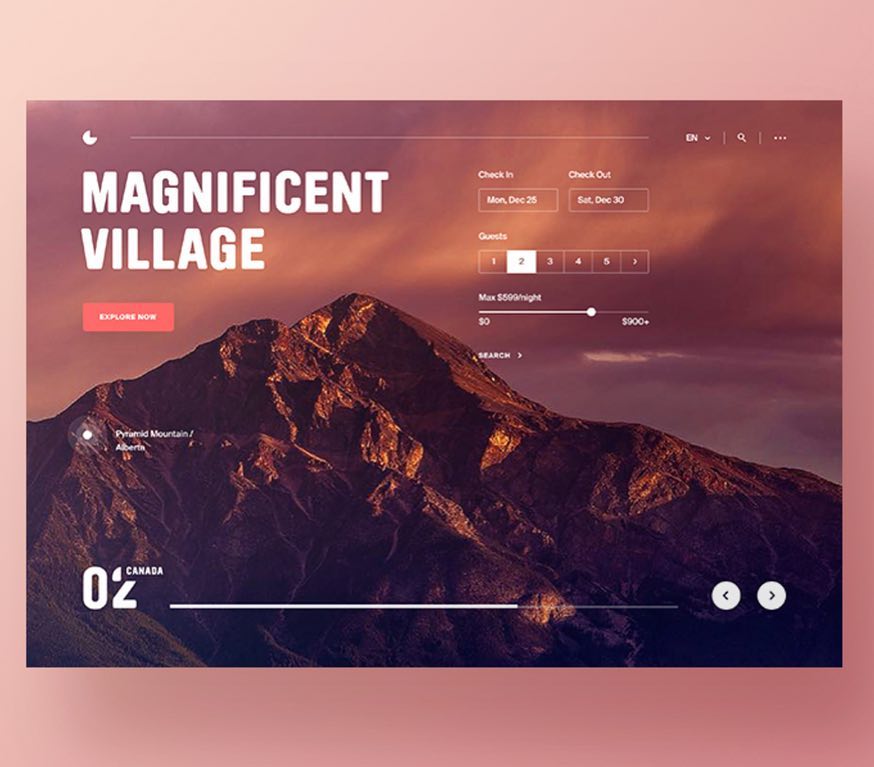 EN
MAGNIFICENT
VILLAGE
EXPLORE NOW
Check In
Check Out
Mon, Dec 25
Sat, Dec 30
Guests
1 2 3 4 5
Max $599/night
$0
$900+
SEARCH
Pyramid Mountain /
Alberta
02 CANADA